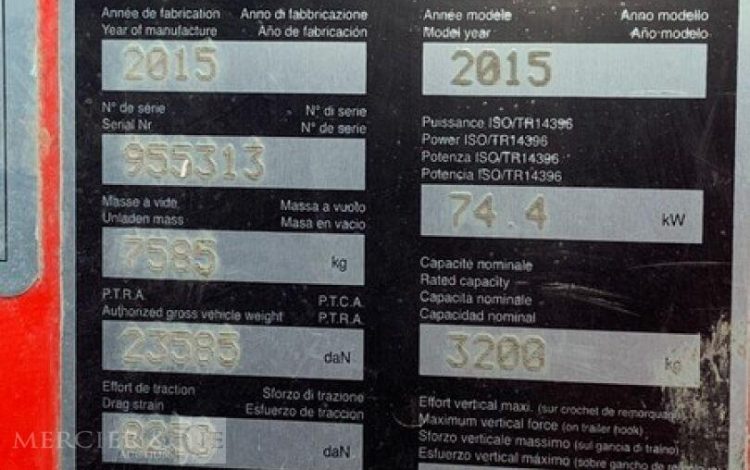 Année de fabrication Anno di fabbricazione
Year of manufacture Año de fabricación
2015
N° de série N° di serie
Serial Nr N° de serie
955313
Masse à vide Massa a vuoto
Unladen mass Masa en vacio
7585 kg
P.T.R.A. P.T.C.A.
Authorized gross vehicle weight P.T.R.A.
23585 daN
Effort de traction Sforzo di trazione
Drag strain Esfuerzo de traccion
daN
Année modèle Anno modello
Model year Año modelo
2015
Puissance ISO/TR14396
Power ISO/TR14396
Potenza ISO/TR14396
Potencia ISO/TR14396
74.4 kW
Capacité nominale
Rated capacity
Capacita nominale
Capacidad nominal
3200 kg
Effort vertical maxi. (sur crochet de remorquage)
Maximum vertical force (on trailer hook)
Sforzo verticale massimo (sul gancio di traino)
Esfuerzo vertical máximo (sobre gancho de
MERCIER & CIE